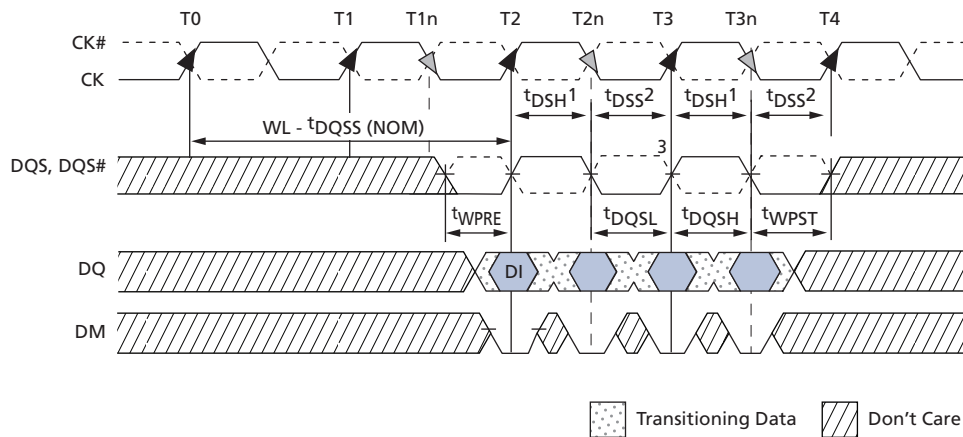 T0 T1 T1n T2 T2n T3 T3n T4
CK#
CK
tDSH1 tDSS2 tDSH1 tDSS2
WL - tDQSS (NOM)
3
DQS, DQS#
tWPRE tDQSL tDQSH tWPST
DQ
DI
DM
Transitioning Data Don't Care